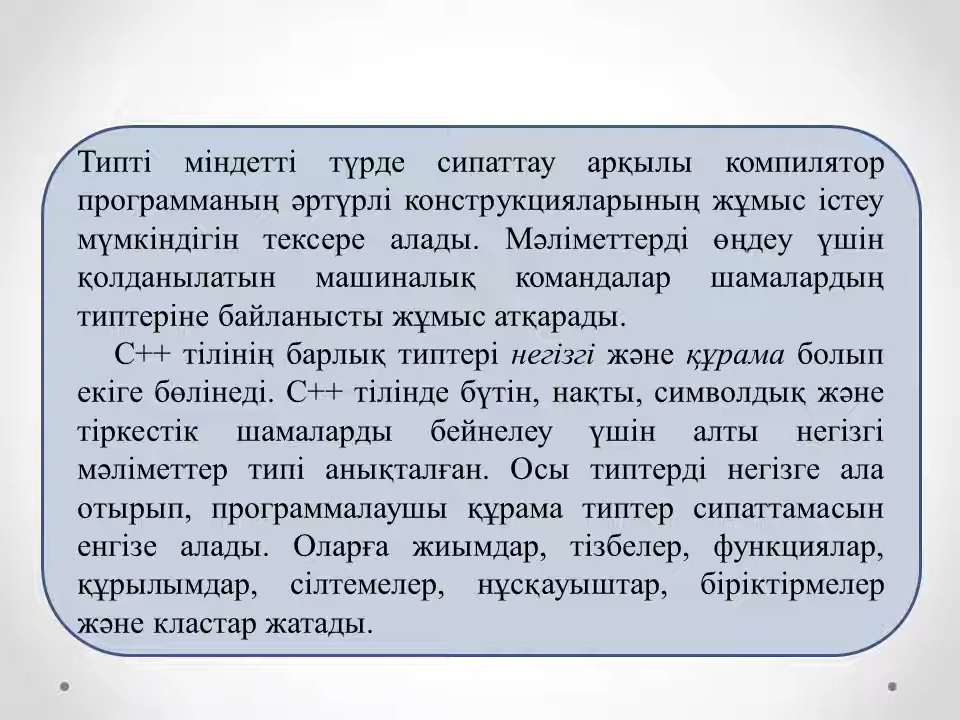 Типті міндетті түрде сипаттау арқылы компилятор
программаның әртүрлі конструкцияларының жұмыс істеу
мүмкіндігін тексере алады. Мәліметтерді өңдеу үшін
қолданылатын машиналық командалар шамалардың
типтеріне байланысты жұмыс атқарады.
С++ тілінің барлық типтері негізгі және құрама болып
екіге бөлінеді. С++ тілінде бүтін, нақты, символдық және
тіркестік шамаларды бейнелеу үшін алты негізгі
мәліметтер типі анықталған. Осы типтерді негізге ала
отырып, программалаушы құрама типтер сипаттамасын
енгізе алады. Оларға жиымдар, тізбелер, функциялар,
құрылымдар, сілтемелер, нұсқауыштар, біріктірмелер
және кластар жатады.